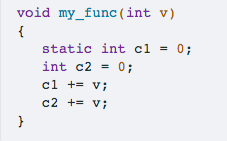 void my_func(int v)
{
   static int c1 = 0;
   int c2 = 0;
   c1 += v;
   c2 += v;
}